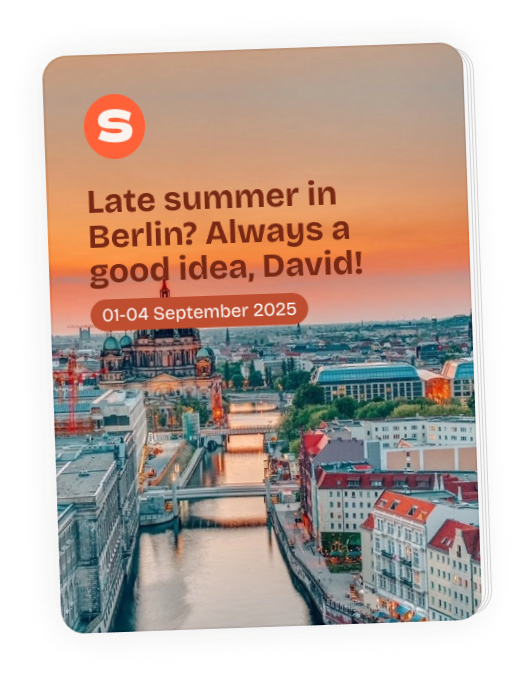 S
Late summer in
Berlin? Always a
good idea, David!
01-04 September 2025